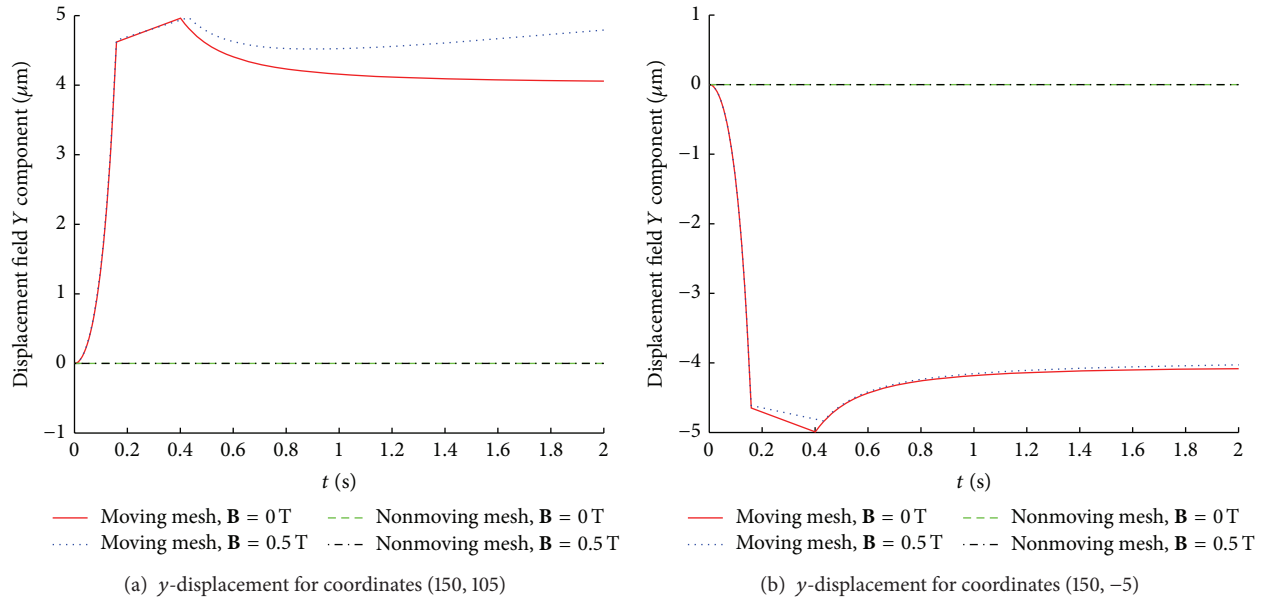 Displacement field Y component (μm)
5
4
3
2
1
0
−1
0 0.2 0.4 0.6 0.8 1 1.2 1.4 1.6 1.8 2
t (s)
Moving mesh, B = 0 T
Moving mesh, B = 0.5 T
Nonmoving mesh, B = 0 T
Nonmoving mesh, B = 0.5 T
(a) y-displacement for coordinates (150, 105)
Displacement field Y component (μm)
1
0
−1
−2
−3
−4
−5
0 0.2 0.4 0.6 0.8 1 1.2 1.4 1.6 1.8 2
t (s)
Moving mesh, B = 0 T
Moving mesh, B = 0.5 T
Nonmoving mesh, B = 0 T
Nonmoving mesh, B = 0.5 T
(b) y-displacement for coordinates (150, −5)